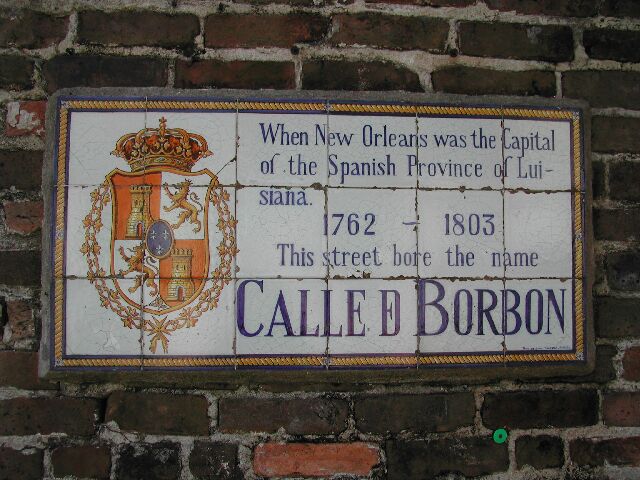 When New Orleans was the Capital
of the Spanish Province of Lui-
siana.
1762 - 1803
This street bore the name
CALLE D BORBON